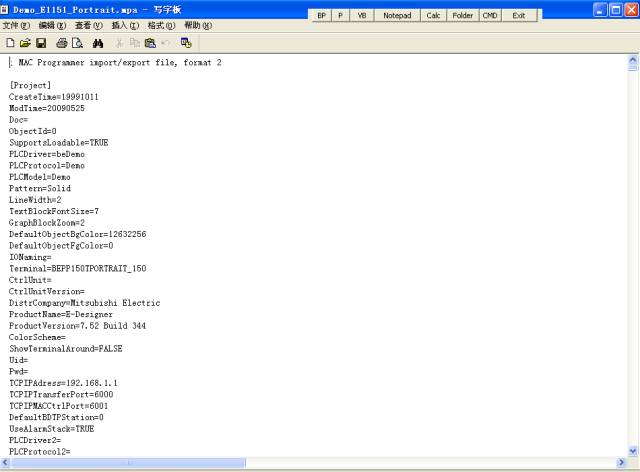 Demo_E1151_Portrait.mpa - 写字板
BP P VB Notepad Calc Folder CMD Exit
文件(F) 编辑(E) 查看(V) 插入(I) 格式(O) 帮助(H)
; MAC Programmer import/export file, format 2
[Project]
CreateTime=19991011
ModTime=20090525
Doc=
ObjectId=0
SupportsLoadable=TRUE
PLCDriver=beDemo
PLCProtocol=Demo
PLCModel=Demo
Pattern=Solid
LineWidth=2
TextBlockFontSize=7
GraphBlockZoom=2
DefaultObjectBgColor=12632256
DefaultObjectFgColor=0
IONaming=
Terminal=BEPP150TPORTRAIT_150
CtrlUnit=
CtrlUnitVersion=
DistrCompany=Mitsubishi Electric
ProductName=E-Designer
ProductVersion=7.52 Build 344
ColorScheme=
ShowTerminalAround=FALSE
Uid=
Pwd=
TCPIPAdress=192.168.1.1
TCPIPTransferPort=6000
TCPIPMACCtrlPort=6001
DefaultBDTPStation=0
UseAlarmStack=TRUE
PLCDriver2=
PLCProtocol2=